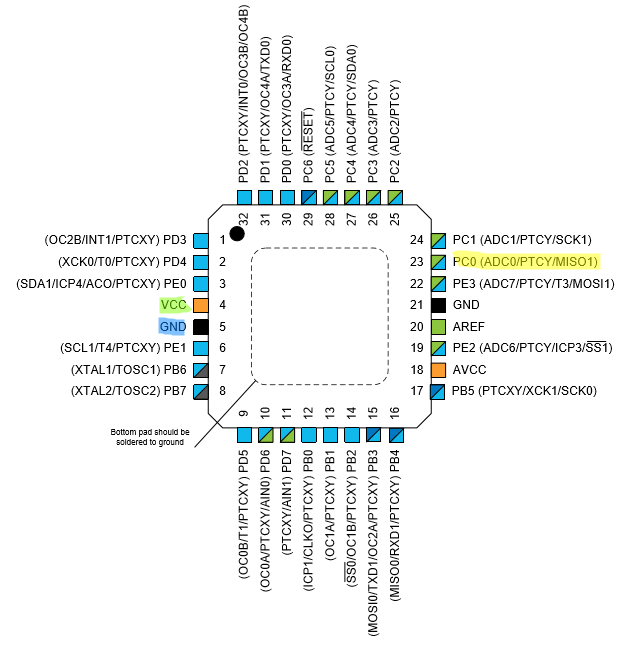 PD2 (PTCXY/INT0/OC3B/OC4B)
PD1 (PTCXY/OC4A/TXD0)
PD0 (PTCXY/OC3A/RXD0)
PC6 (RESET)
PC5 (ADC5/PTCY/SCL0)
PC4 (ADC4/PTCY/SDA0)
PC3 (ADC3/PTCY)
PC2 (ADC2/PTCY)
32
31
30
29
28
27
26
25
(OC2B/INT1/PTCXY) PD3
1
(XCK0/T0/PTCXY) PD4
2
(SDA1/ICP4/ACO/PTCXY) PE0
3
VCC
4
GND
5
(SCL1/T4/PTCXY) PE1
6
(XTAL1/TOSC1) PB6
7
(XTAL2/TOSC2) PB7
8
24
PC1 (ADC1/PTCY/SCK1)
23
PC0 (ADC0/PTCY/MISO1)
22
PE3 (ADC7/PTCY/T3/MOSI1)
21
GND
20
AREF
19
PE2 (ADC6/PTCY/ICP3/SS1)
18
AVCC
17
PB5 (PTCXY/XCK1/SCK0)
9
10
11
12
13
14
15
16
Bottom pad should be
soldered to ground
(OC0B/T1/PTCXY) PD5
(OC0A/PTCXY/AIN0) PD6
(PTCXY/AIN1) PD7
(ICP1/CLKO/PTCXY) PB0
(OC1A/PTCXY) PB1
(SS0/OC1B/PTCXY) PB2
(MOSI0/TXD1/OC2A/PTCXY) PB3
(MISO0/RXD1/PTCXY) PB4